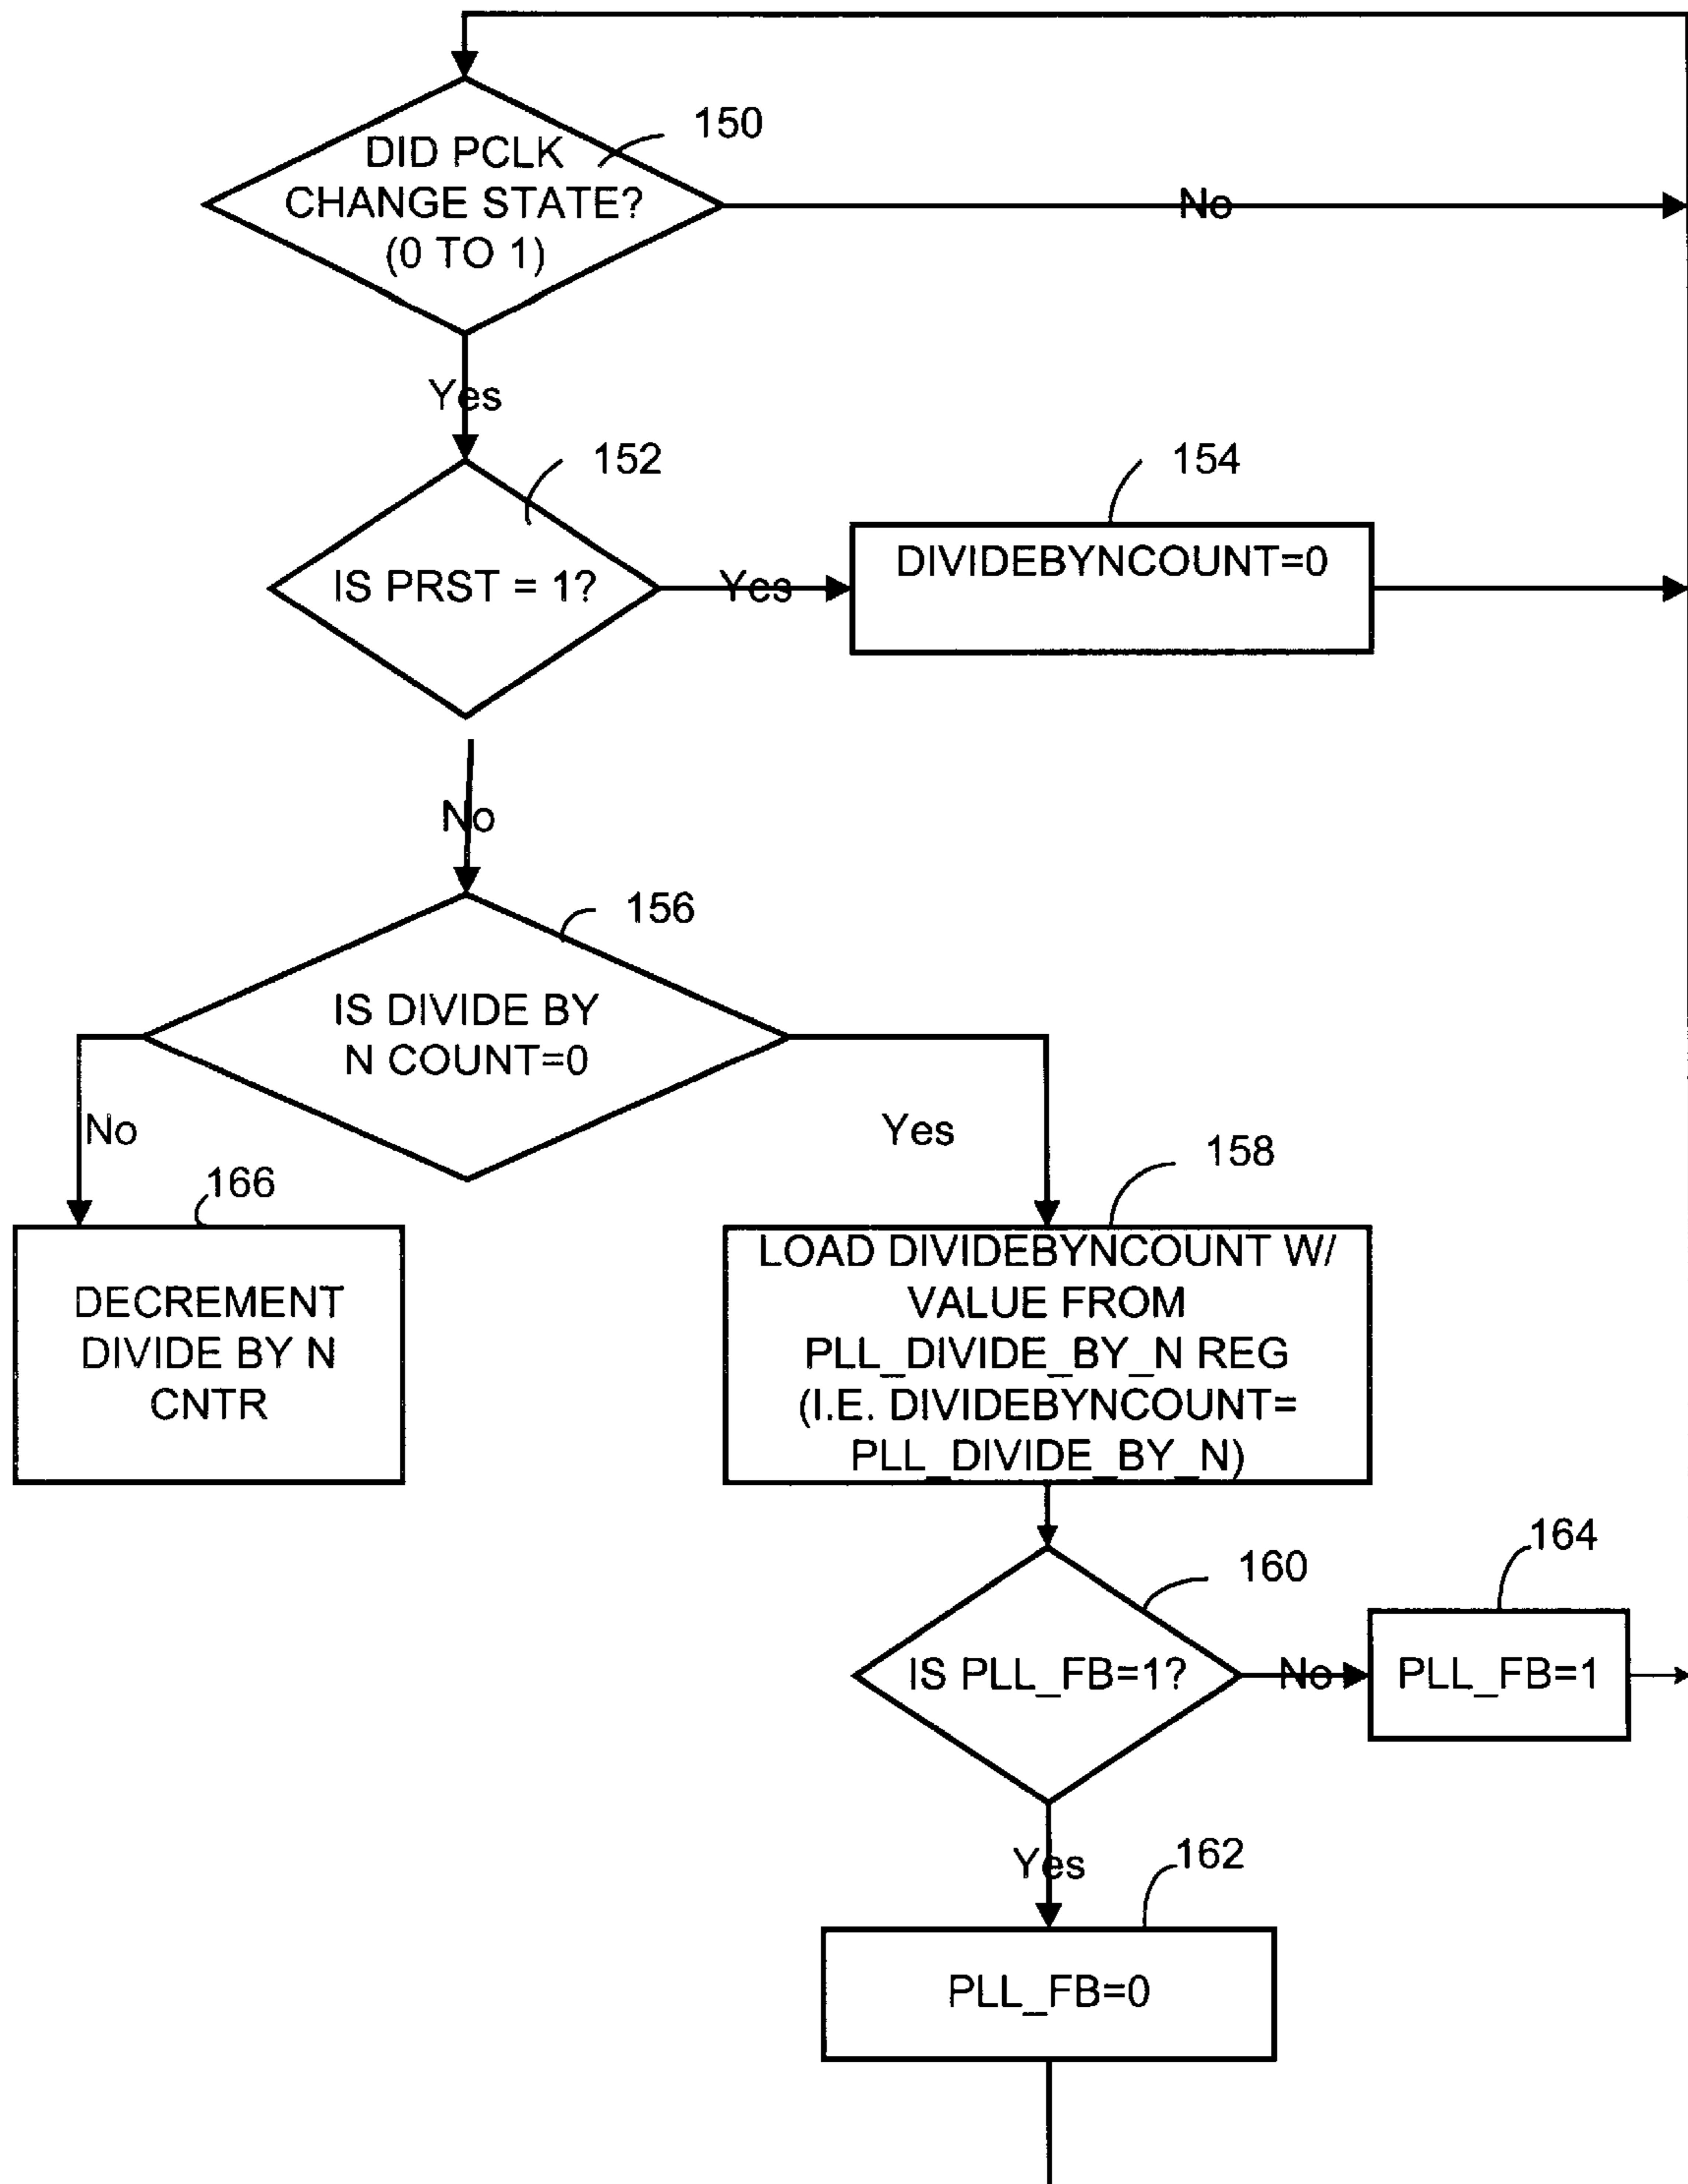 150
DID PCLK
CHANGE STATE?
(0 TO 1)
No
Yes
152
154
IS PRST = 1?
Yes
DIVIDEBYNCOUNT=0
No
156
IS DIVIDE BY
N COUNT=0
No
Yes
166
158
DECREMENT
DIVIDE BY N
CNTR
LOAD DIVIDEBYNCOUNT W/
VALUE FROM
PLL_DIVIDE_BY_N REG
(I.E. DIVIDEBYNCOUNT=
PLL_DIVIDE_BY_N)
160
164
IS PLL_FB=1?
No
PLL_FB=1
Yes
162
PLL_FB=0